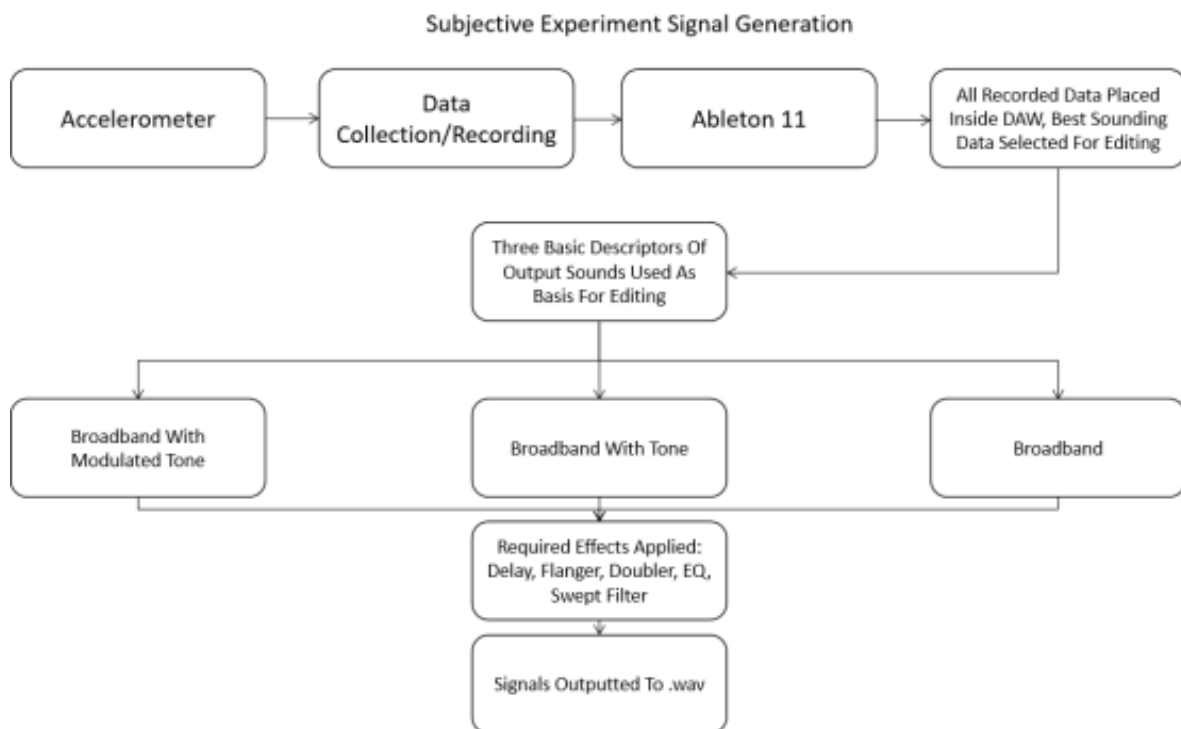 Subjective Experiment Signal Generation
Accelerometer
Data
Collection/Recording
Ableton 11
All Recorded Data Placed
Inside DAW, Best Sounding
Data Selected For Editing
Three Basic Descriptors Of
Output Sounds Used As
Basis For Editing
Broadband With
Modulated Tone
Broadband With Tone
Broadband
Required Effects Applied:
Delay, Flanger, Doubler, EQ,
Swept Filter
Signals Outputted To .wav